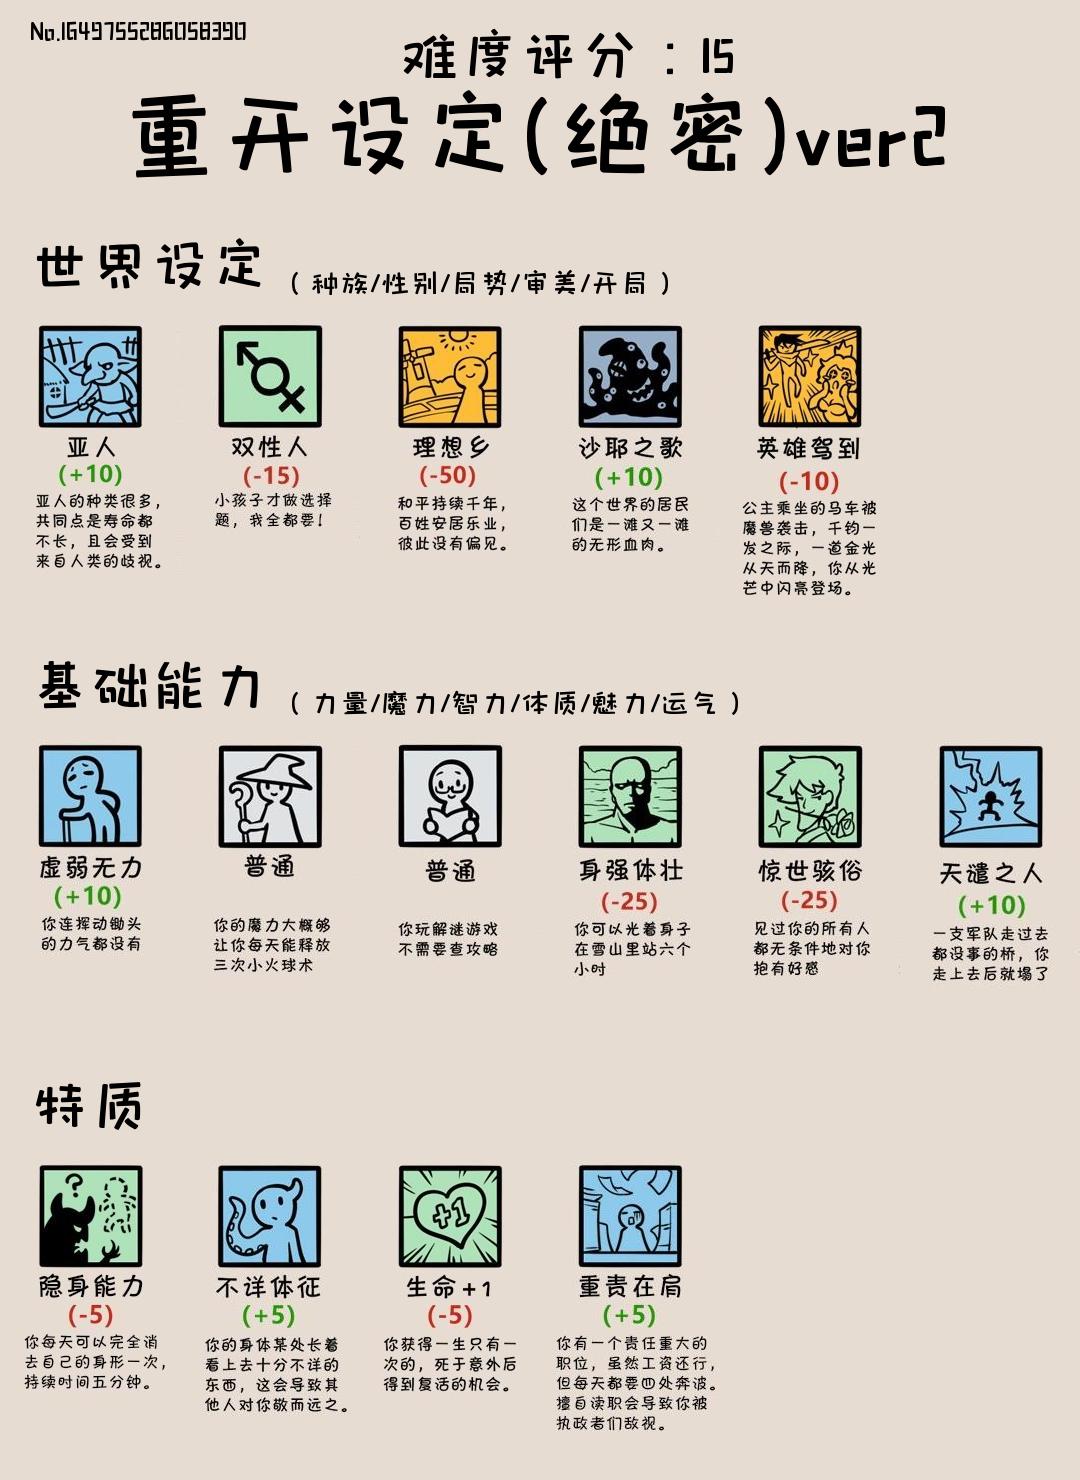 No.1649755286058390
难度评分：15
重开设定(绝密)ver2
世界设定（种族/性别/局势/审美/开局）
亚人
(+10)
亚人的种类很多，
共同点是寿命都
不长，且会受到
来自人类的歧视。
双性人
(-15)
小孩子才做选择
题，我全都要！
理想乡
(-50)
和平持续千年，
百姓安居乐业，
彼此没有偏见。
沙耶之歌
(+10)
这个世界的居民
们是一滩又一滩
的无形血肉。
英雄驾到
(-10)
公主乘坐的马车被
魔兽袭击，千钧一
发之际，一道金光
从天而降，你从光
芒中闪亮登场。
基础能力（力量/魔力/智力/体质/魅力/运气）
虚弱无力
(+10)
你连挥动锄头
的力气都没有
普通
你的魔力大概够
让你每天能释放
三次小火球术
普通
你玩解谜游戏
不需要查攻略
身强体壮
(-25)
你可以光着身子
在雪山里站六个
小时
惊世骇俗
(-25)
见过你的所有人
都无条件地对你
抱有好感
天谴之人
(+10)
一支军队走过去
都没事的桥，你
走上去后就塌了
特质
隐身能力
(-5)
你每天可以完全消
去自己的身形一次，
持续时间五分钟。
不详体征
(+5)
你的身体某处长着
看上去十分不详的
东西，这会导致其
他人对你敬而远之。
生命+1
(-5)
你获得一生只有一
次的，死于意外后
得到复活的机会。
重责在肩
(+5)
你有一个责任重大的
职位，虽然工资还行，
但每天都要四处奔波。
擅自读职会导致你被
执政者们敌视。